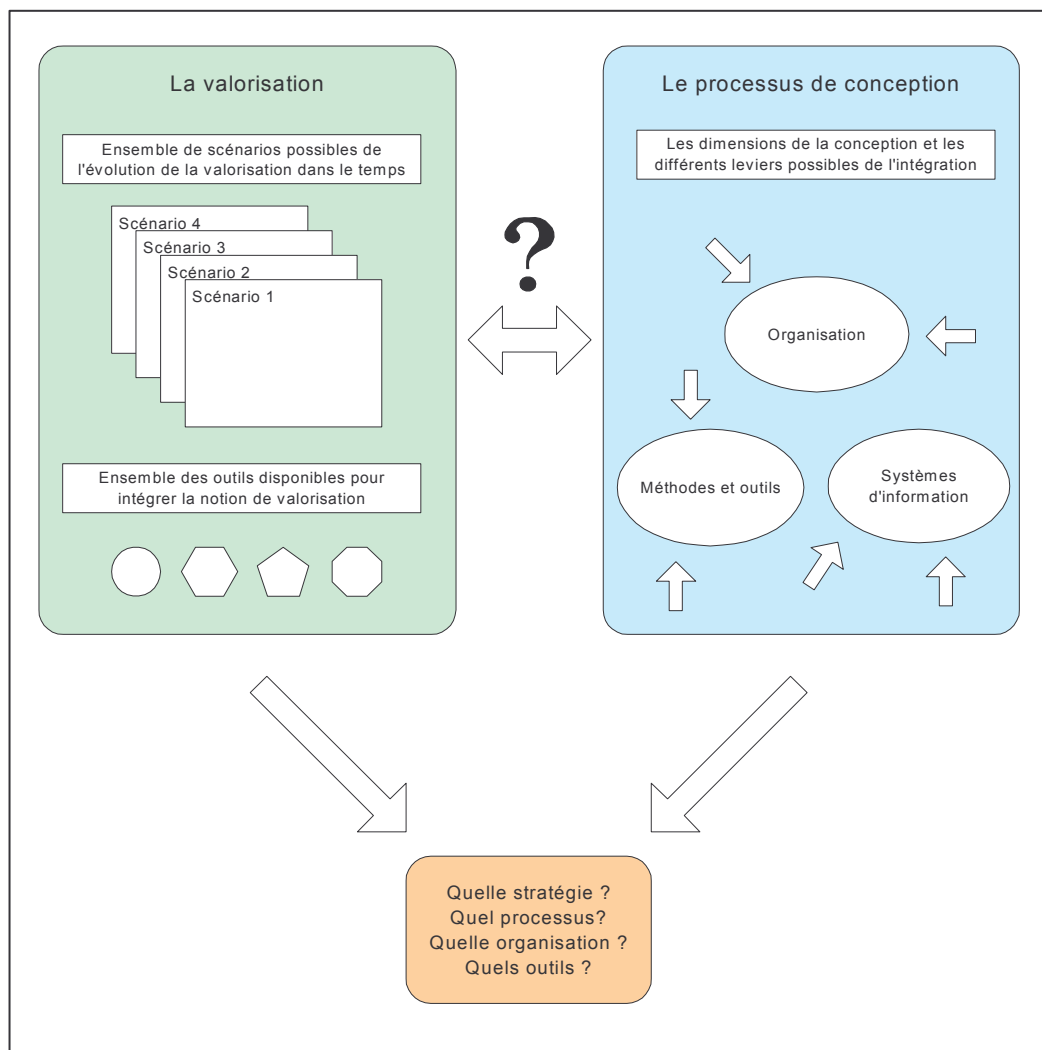 La valorisation
Ensemble de scénarios possibles de
l'évolution de la valorisation dans le temps
Scénario 4
Scénario 3
Scénario 2
Scénario 1
Ensemble des outils disponibles pour
intégrer la notion de valorisation
?
Le processus de conception
Les dimensions de la conception et les
différents leviers possibles de l'intégration
Organisation
Méthodes et outils
Systèmes
d'information
Quelle stratégie ?
Quel processus?
Quelle organisation ?
Quels outils ?